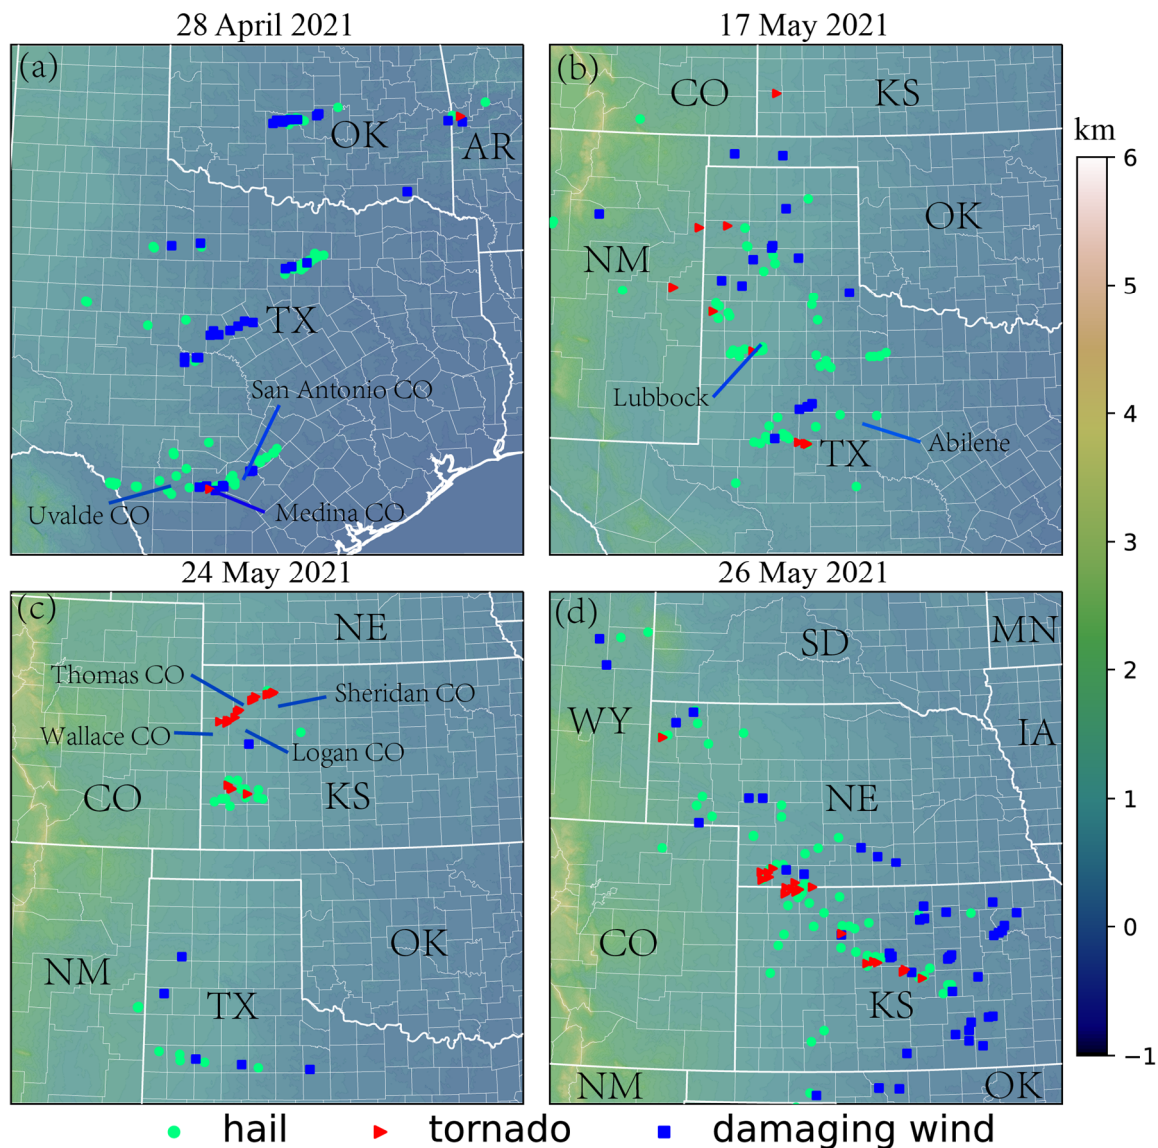 28 April 2021
17 May 2021
(a)
OK
AR
TX
San Antonio CO
Uvalde CO
Medina CO
(b)
CO
KS
NM
OK
Lubbock
TX
Abilene
km
6
5
4
3
2
1
0
−1
24 May 2021
26 May 2021
(c)
NE
Thomas CO
Sheridan CO
Wallace CO
Logan CO
CO
KS
NM
TX
OK
(d)
SD
MN
WY
IA
NE
CO
KS
NM
OK
hail tornado damaging wind